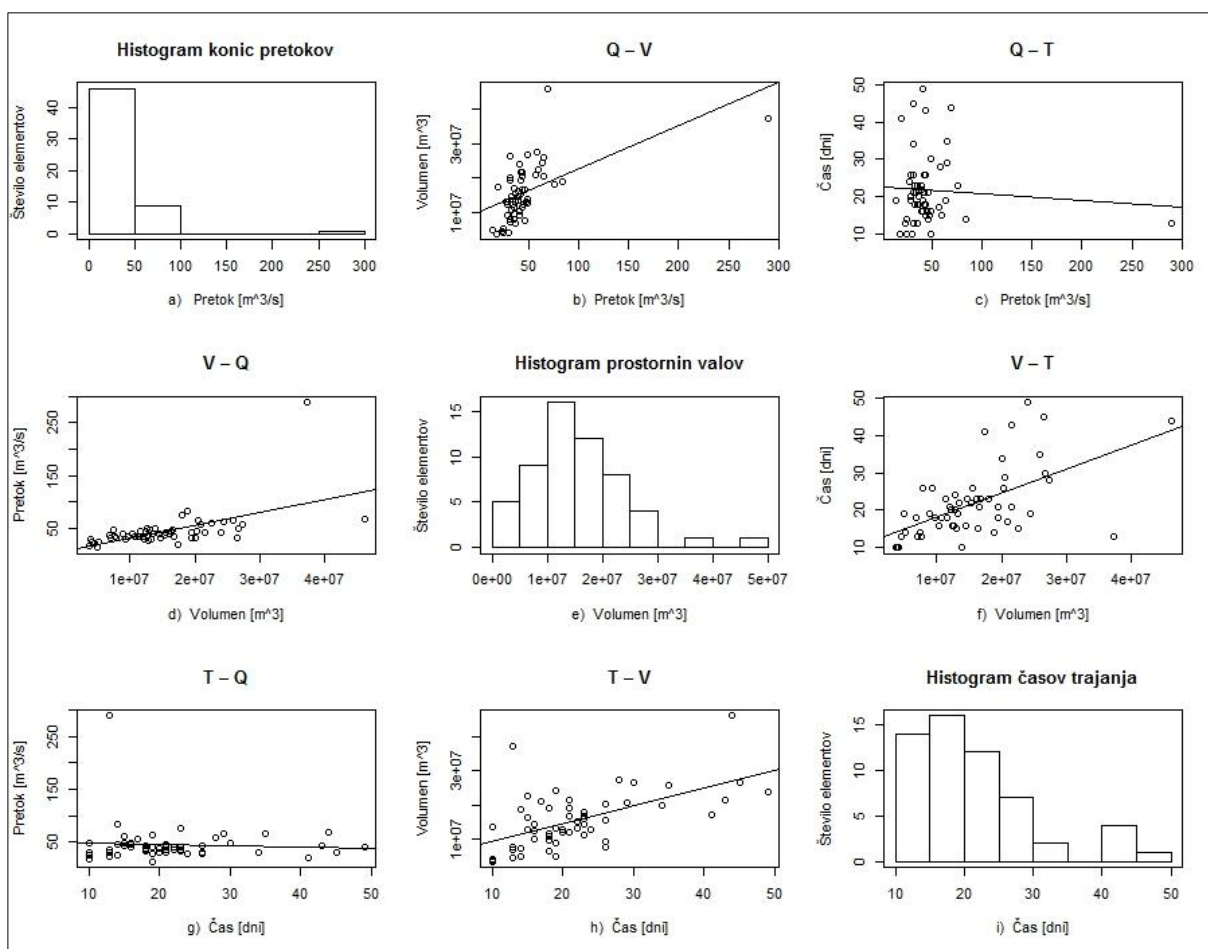 Histogram konic pretokov
Število elementov
0 10 20 30 40
0 50 100 150 200 250 300
a) Pretok [m^3/s]
Q – V
Volumen [m^3]
1e+07 3e+07
50 100 150 200 250 300
b) Pretok [m^3/s]
Q – T
Čas [dni]
10 20 30 40 50
50 100 150 200 250 300
c) Pretok [m^3/s]
V – Q
Pretok [m^3/s]
50 150 250
1e+07 2e+07 3e+07 4e+07
d) Volumen [m^3]
Histogram prostornin valov
Število elementov
0 5 10 15
0e+00 1e+07 2e+07 3e+07 4e+07 5e+07
e) Volumen [m^3]
V – T
Čas [dni]
10 20 30 40 50
1e+07 2e+07 3e+07 4e+07
f) Volumen [m^3]
T – Q
Pretok [m^3/s]
50 150 250
10 20 30 40 50
g) Čas [dni]
T – V
Volumen [m^3]
1e+07 3e+07
10 20 30 40 50
h) Čas [dni]
Histogram časov trajanja
Število elementov
0 5 10 15
10 20 30 40 50
i) Čas [dni]